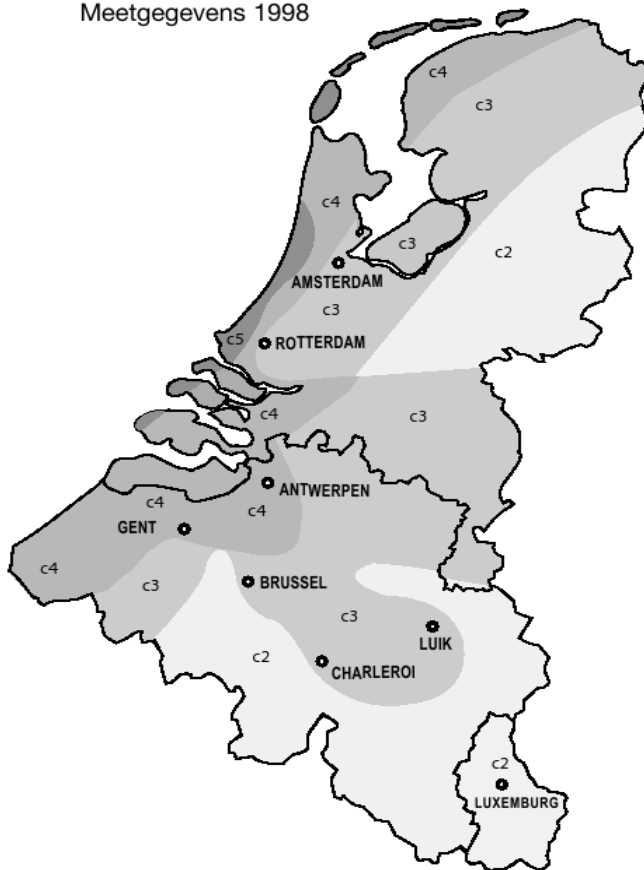 Meetgegevens 1998
c4
c3
c4
c3
c2
AMSTERDAM
c3
c5
ROTTERDAM
c4
c3
ANTWERPEN
c4
c4
GENT
c4
c3
BRUSSEL
c3
LUIK
c2
CHARLEROI
c2
LUXEMBURG